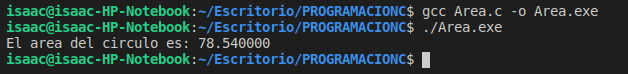 isaac@isaac-HP-Notebook:~/Escritorio/PROGRAMACIONC$ gcc Area.c -o Area.exe
isaac@isaac-HP-Notebook:~/Escritorio/PROGRAMACIONC$ ./Area.exe
El area del circulo es: 78.540000
isaac@isaac-HP-Notebook:~/Escritorio/PROGRAMACIONC$